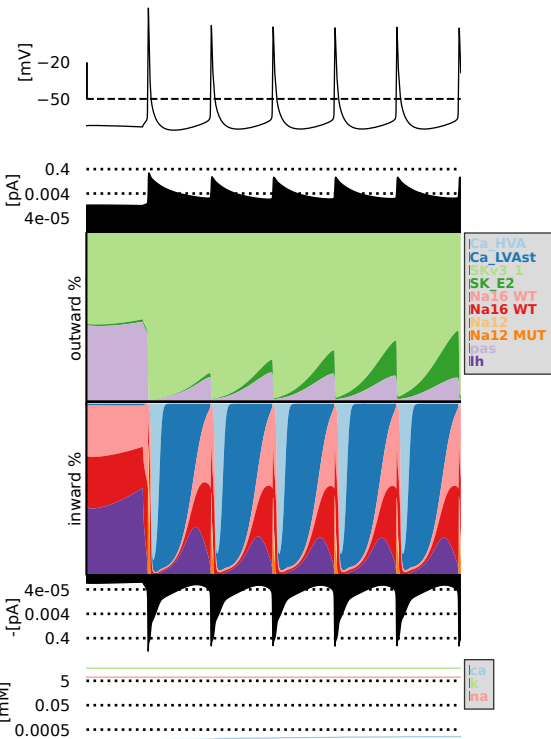 [mV]
−20
−50
[pA]
0.4
0.004
4e-05
outward %
Ca_HVA
Ca_LVAst
SKv3_1
SK_E2
Na16 WT
Na16 WT
Na12
Na12 MUT
pas
Ih
inward %
-[pA]
4e-05
0.004
0.4
[mM]
5
0.05
0.0005
ca
k
na